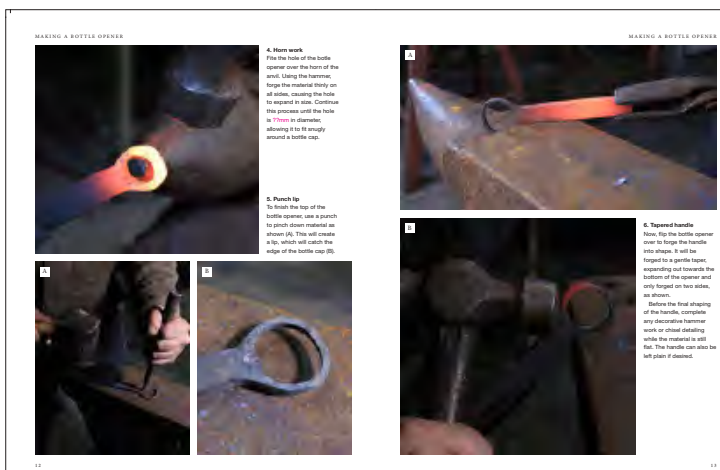 MAKING A BOTTLE OPENER
4. Horn work
Fite the hole of the botle
opener over the horn of the
anvil. Using the hammer,
forge the material thinly on
all sides, causing the hole
to expand in size. Continue
this process until the hole
is ??mm in diameter,
allowing it to fit snugly
around a bottle cap.
5. Punch lip
To finish the top of the
bottle opener, use a punch
to pinch down material as
shown (A). This will create
a lip, which will catch the
edge of the bottle cap (B).
A
B
12
MAKING A BOTTLE OPENER
A
B
6. Tapered handle
Now, flip the bottle opener
over to forge the handle
into shape. It will be
forged to a gentle taper,
expanding out towards the
bottom of the opener and
only forged on two sides,
as shown.
Before the final shaping
of the handle, complete
any decorative hammer
work or chisel detailing
while the material is still
flat. The handle can also be
left plain if desired.
13